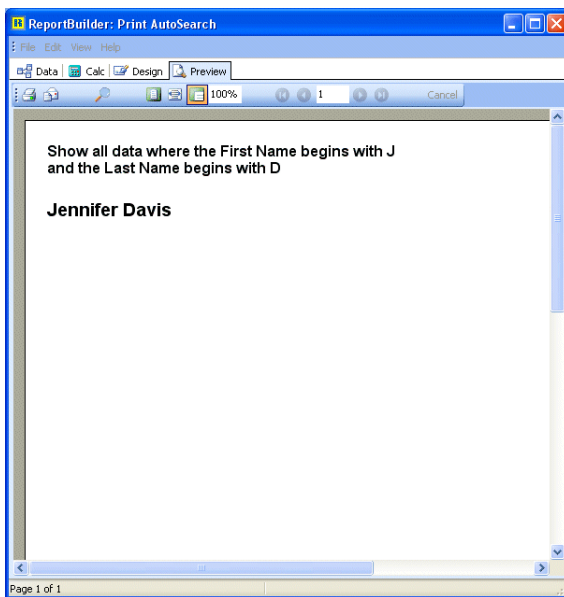 ReportBuilder: Print AutoSearch
File Edit View Help
Data Calc Design Preview
100% 1 Cancel
Show all data where the First Name begins with J
and the Last Name begins with D
Jennifer Davis
Page 1 of 1